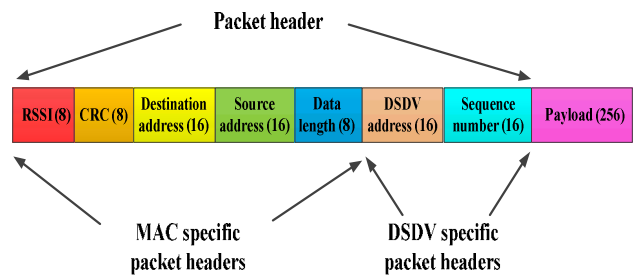 Packet header
RSSI (8)
CRC (8)
Destination
address (16)
Source
address (16)
Data
length (8)
DSDV
address (16)
Sequence
number (16)
Payload (256)
MAC specific
packet headers
DSDV specific
packet headers